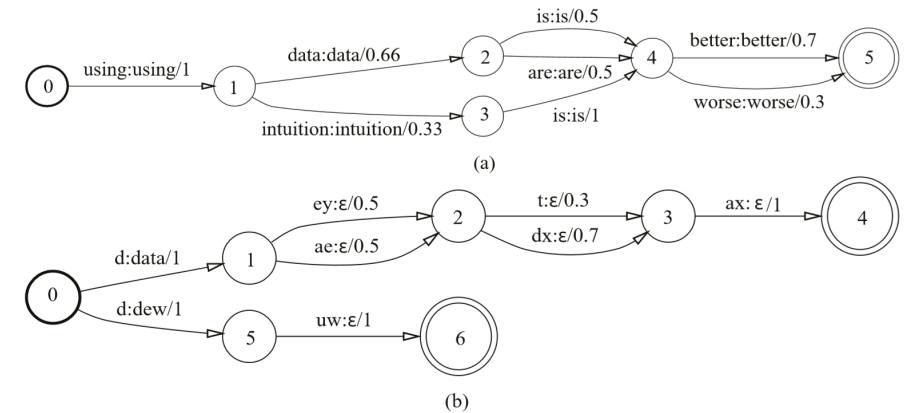 is:is/0.5
better:better/0.7
data:data/0.66
2
4
5
using:using/1
are:are/0.5
0
1
3
worse:worse/0.3
intuition:intuition/0.33
is:is/1
(a)
ey:ε/0.5
t:ε/0.3
ax: ε/1
2
3
4
ae:ε/0.5
dx:ε/0.7
d:data/1
1
0
d:dew/1
uw:ε/1
5
6
(b)